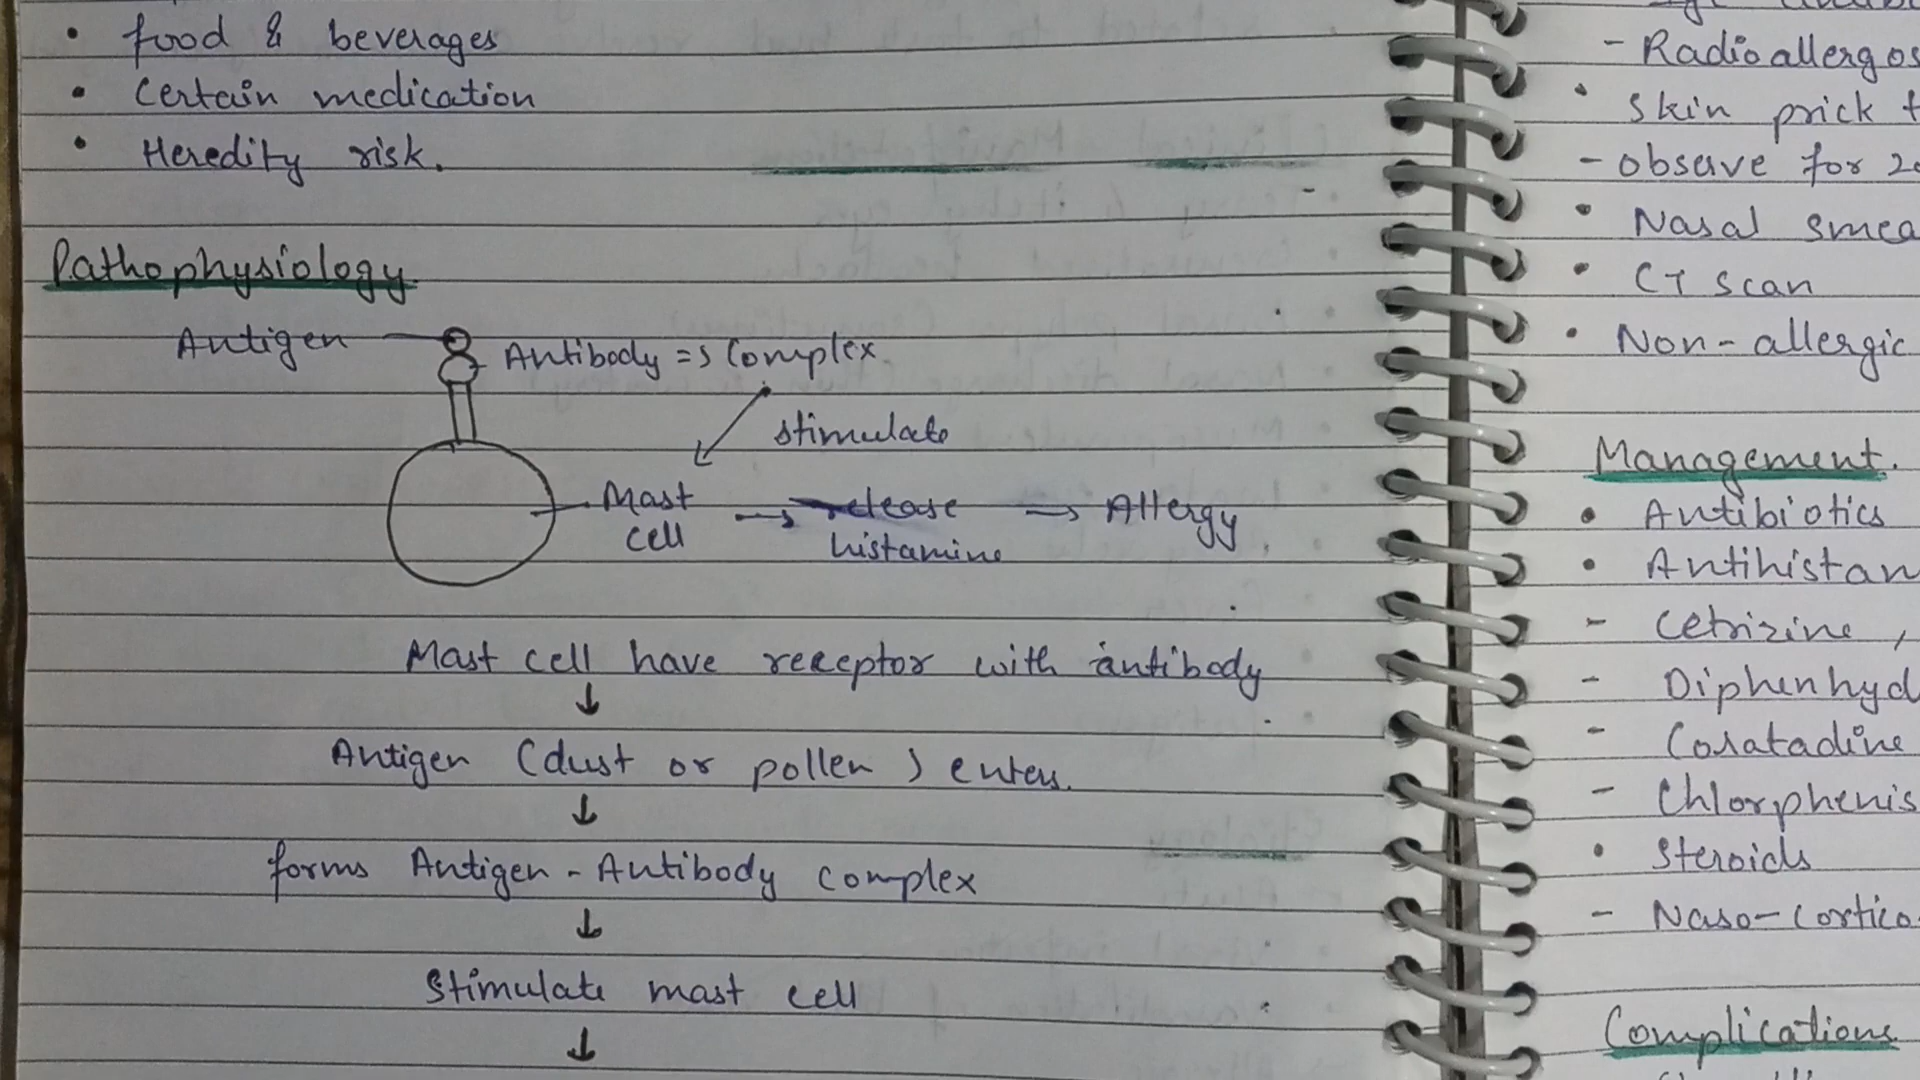 • food & beverages
• Certain medication
• Heredity risk.
Pathophysiology
Antigen
Antibody => Complex
stimulate
Mast cell → release histamine → Allergy
Mast cell have receptor with antibody
↓
Antigen (dust or pollen) enters.
↓
forms Antigen - Antibody complex
↓
Stimulate mast cell
↓
- Radioallergos
• Skin prick t
- Observe for 20
• Nasal smea
• CT scan
• Non-allergic
Management.
• Antibiotics
• Antihistam
- Cetrizine,
- Diphenhyd
- Loratadine
- Chlorphenis
• Steroids
- Naso-cortico
Complications